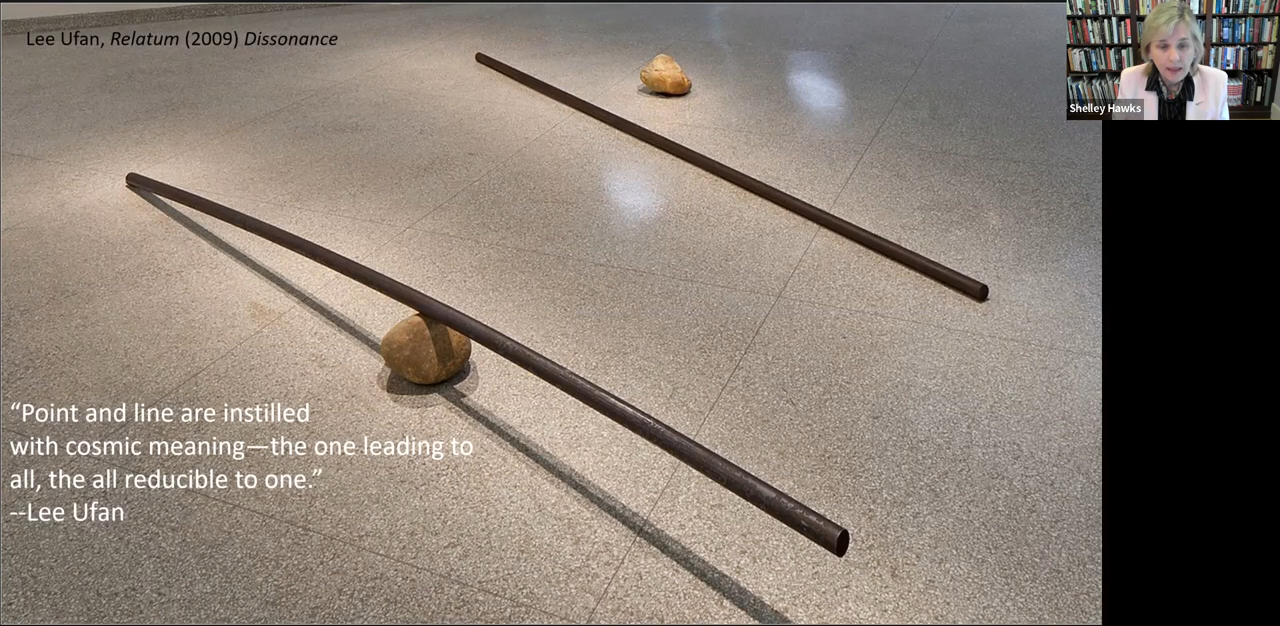 Lee Ufan, Relatum (2009) Dissonance
Shelley Hawks
“Point and line are instilled
with cosmic meaning—the one leading to
all, the all reducible to one.”
--Lee Ufan